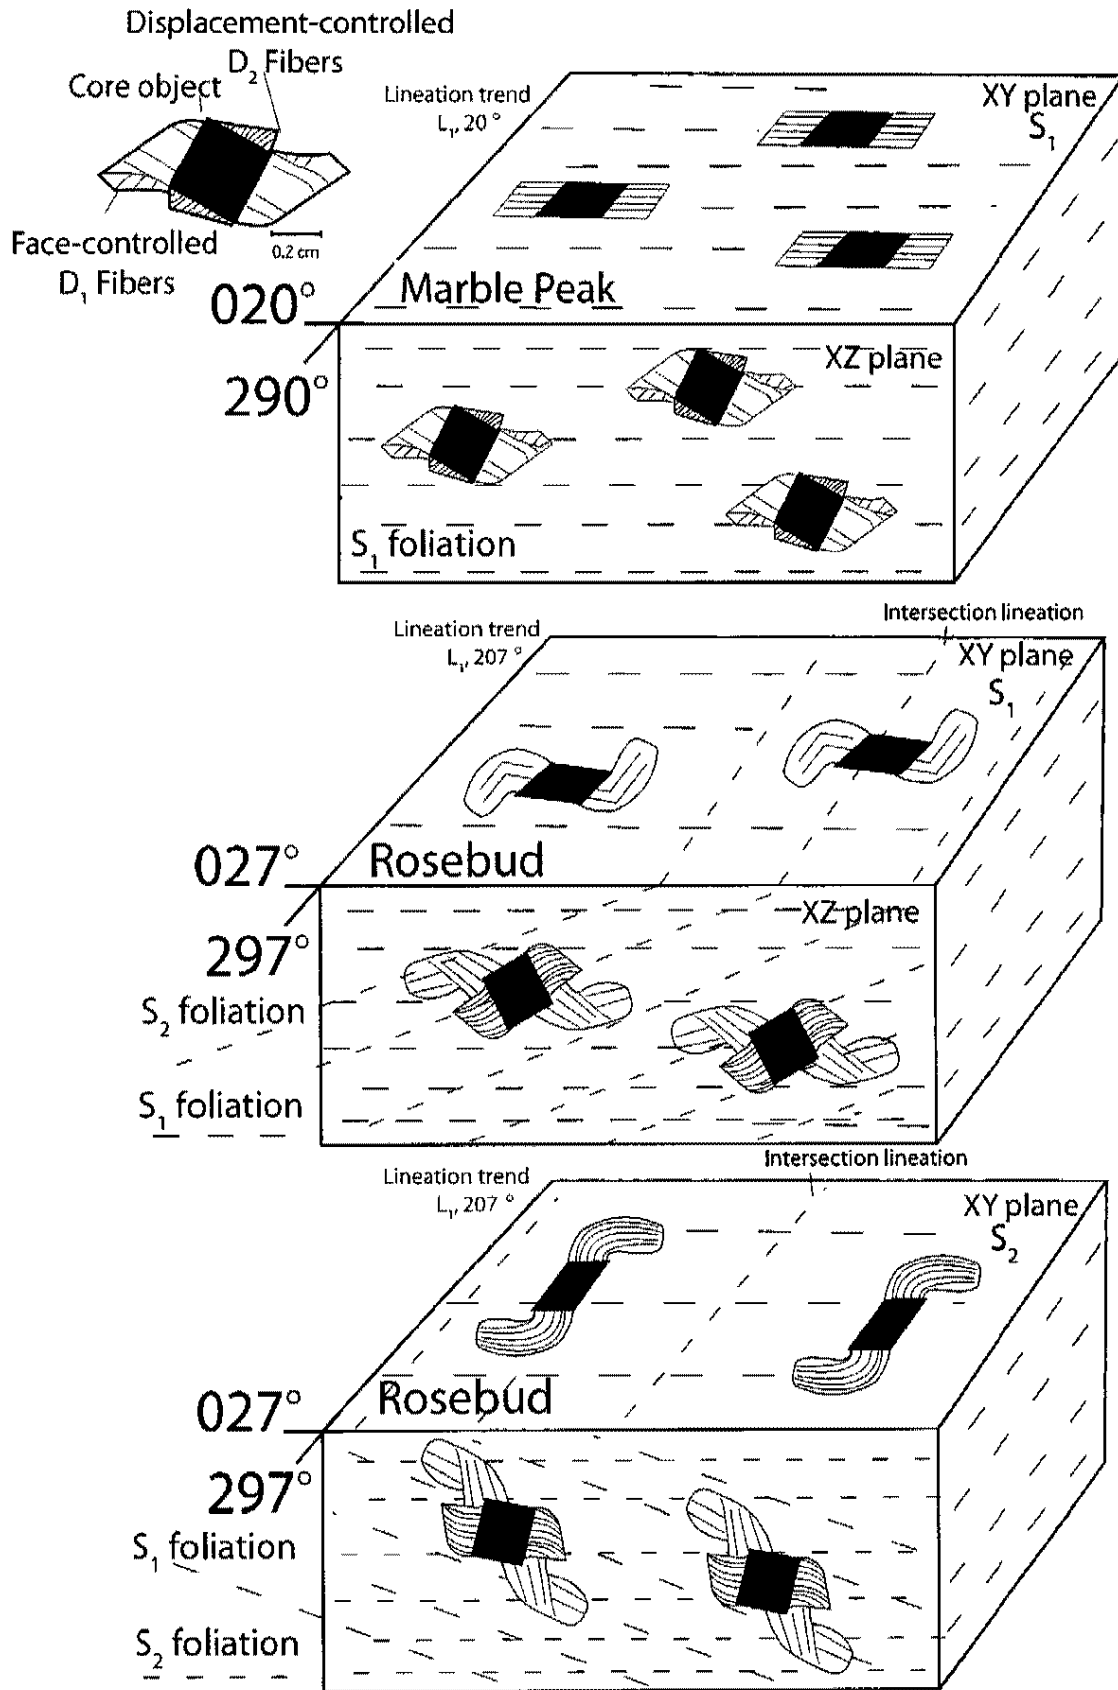 Displacement-controlled
D₂ Fibers
Core object
Face-controlled
D₁ Fibers
0.2 cm
Lineation trend
L₁, 20 °
XY plane
S₁
020°
Marble Peak
290°
XZ plane
S₁ foliation
Intersection lineation
Lineation trend
L₁, 207 °
XY plane
S₁
027°
Rosebud
297°
XZ plane
S₂ foliation
S₁ foliation
Intersection lineation
Lineation trend
L₁, 207 °
XY plane
S₂
027°
Rosebud
297°
S₁ foliation
S₂ foliation